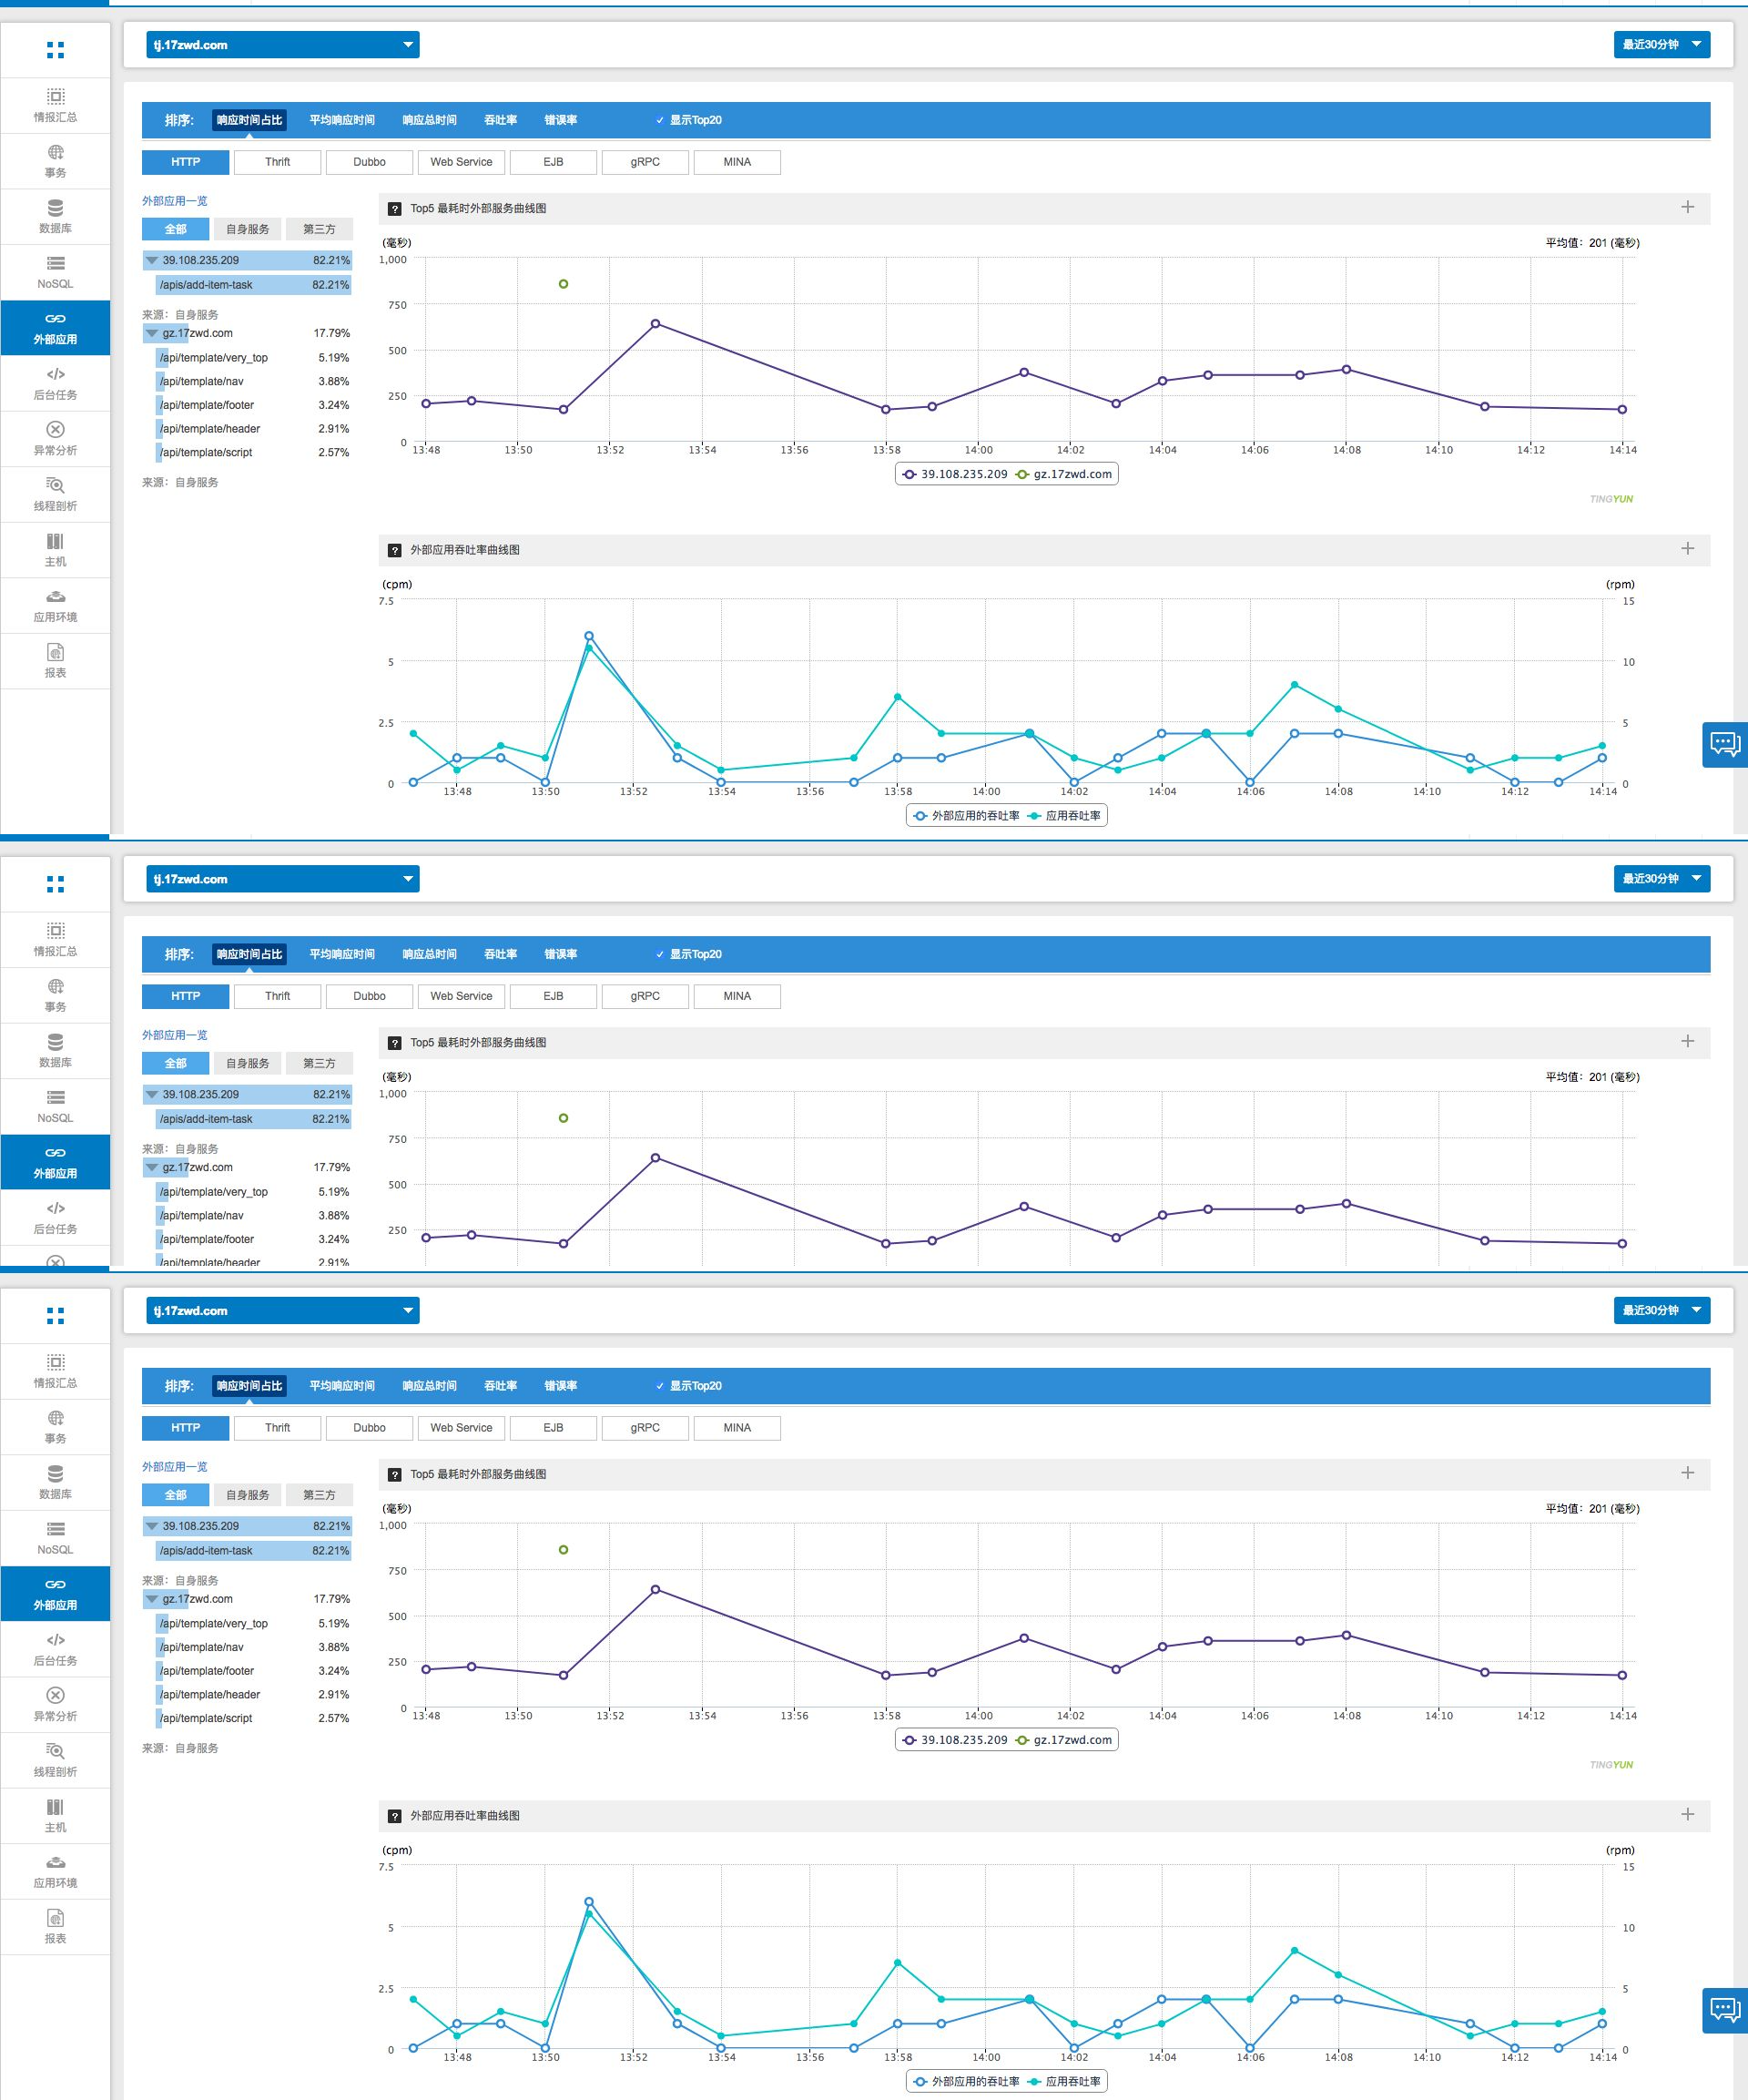 tj.17zwd.com
最近30分钟
情报汇总
事务
数据库
NoSQL
外部应用
后台任务
异常分析
线程剖析
主机
应用环境
报表
排序: 响应时间占比 平均响应时间 响应总时间 吞吐率 错误率 显示Top20
HTTP Thrift Dubbo Web Service EJB gRPC MINA
外部应用一览
全部 自身服务 第三方
39.108.235.209 82.21%
/apis/add-item-task 82.21%
来源：自身服务
gz.17zwd.com 17.79%
/api/template/very_top 5.19%
/api/template/nav 3.88%
/api/template/footer 3.24%
/api/template/header 2.91%
/api/template/script 2.57%
来源：自身服务
? Top5 最耗时外部服务曲线图
(毫秒) 平均值：201 (毫秒)
1,000
750
500
250
0
13:48 13:50 13:52 13:54 13:56 13:58 14:00 14:02 14:04 14:06 14:08 14:10 14:12 14:14
39.108.235.209 gz.17zwd.com
TINGYUN
? 外部应用吞吐率曲线图
(cpm) (rpm)
7.5 15
5 10
2.5 5
0 0
13:48 13:50 13:52 13:54 13:56 13:58 14:00 14:02 14:04 14:06 14:08 14:10 14:12 14:14
外部应用的吞吐率 应用吞吐率
tj.17zwd.com
最近30分钟
情报汇总
事务
数据库
NoSQL
外部应用
后台任务
排序: 响应时间占比 平均响应时间 响应总时间 吞吐率 错误率 显示Top20
HTTP Thrift Dubbo Web Service EJB gRPC MINA
外部应用一览
全部 自身服务 第三方
39.108.235.209 82.21%
/apis/add-item-task 82.21%
来源：自身服务
gz.17zwd.com 17.79%
/api/template/very_top 5.19%
/api/template/nav 3.88%
/api/template/footer 3.24%
/api/template/header 2.91%
? Top5 最耗时外部服务曲线图
(毫秒) 平均值：201 (毫秒)
1,000
750
500
250
tj.17zwd.com
最近30分钟
情报汇总
事务
数据库
NoSQL
外部应用
后台任务
异常分析
线程剖析
主机
应用环境
报表
排序: 响应时间占比 平均响应时间 响应总时间 吞吐率 错误率 显示Top20
HTTP Thrift Dubbo Web Service EJB gRPC MINA
外部应用一览
全部 自身服务 第三方
39.108.235.209 82.21%
/apis/add-item-task 82.21%
来源：自身服务
gz.17zwd.com 17.79%
/api/template/very_top 5.19%
/api/template/nav 3.88%
/api/template/footer 3.24%
/api/template/header 2.91%
/api/template/script 2.57%
来源：自身服务
? Top5 最耗时外部服务曲线图
(毫秒) 平均值：201 (毫秒)
1,000
750
500
250
0
13:48 13:50 13:52 13:54 13:56 13:58 14:00 14:02 14:04 14:06 14:08 14:10 14:12 14:14
39.108.235.209 gz.17zwd.com
TINGYUN
? 外部应用吞吐率曲线图
(cpm) (rpm)
7.5 15
5 10
2.5 5
0 0
13:48 13:50 13:52 13:54 13:56 13:58 14:00 14:02 14:04 14:06 14:08 14:10 14:12 14:14
外部应用的吞吐率 应用吞吐率